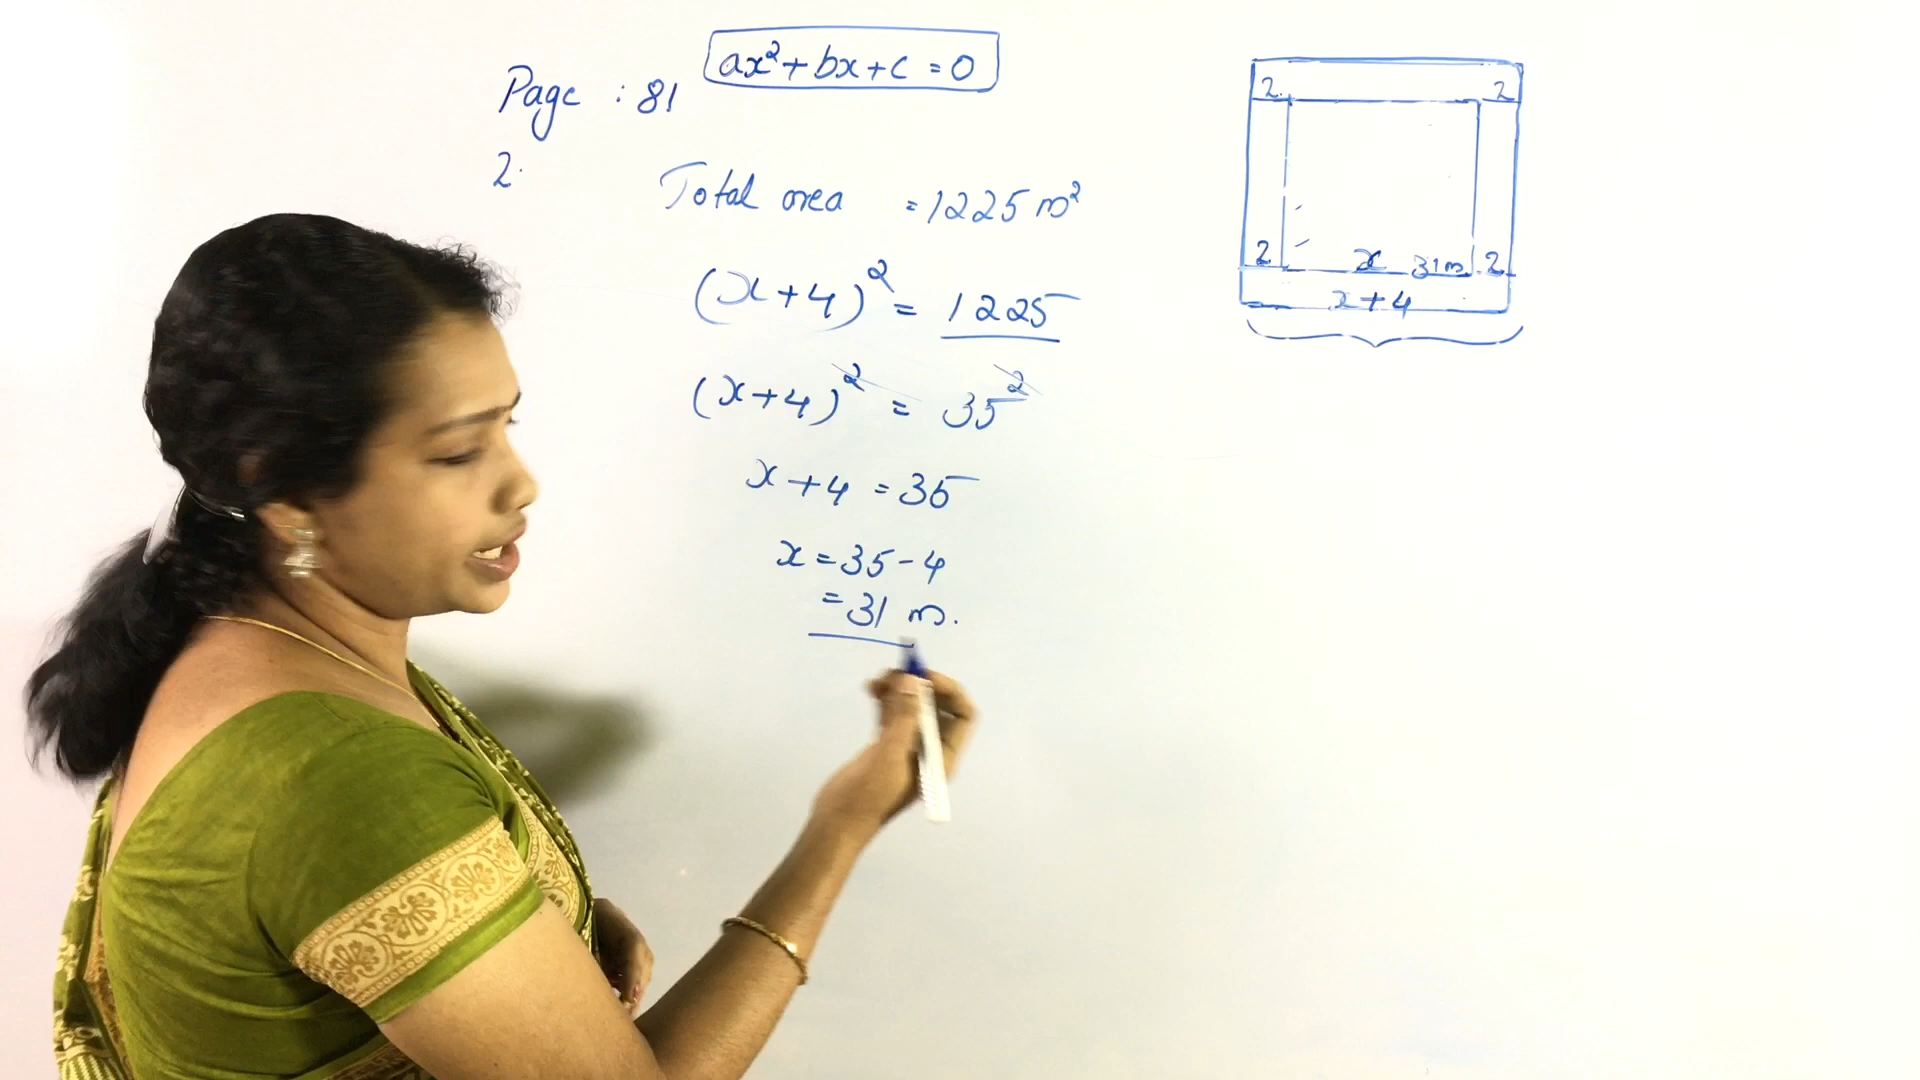 ax²+bx+c=0
Page : 81
2.
Total area =1225 m²
(x+4)² = 1225
(x+4)² = 35²
x+4 =35
x=35-4
=31 m.
2 2
2 x 31m 2
x+4